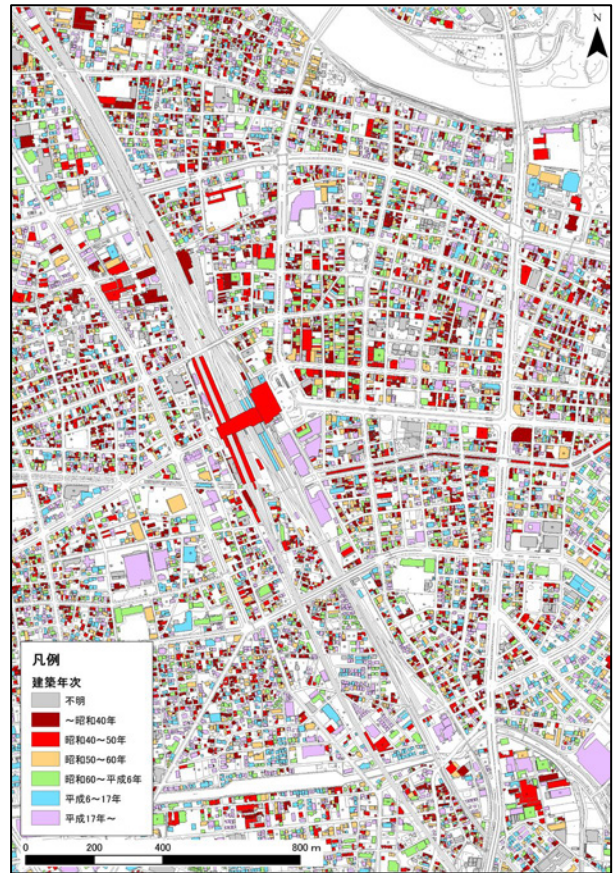 N
凡例
建築年次
不明
～昭和40年
昭和40～50年
昭和50～60年
昭和60～平成6年
平成6～17年
平成17年～
0 200 400 800 m